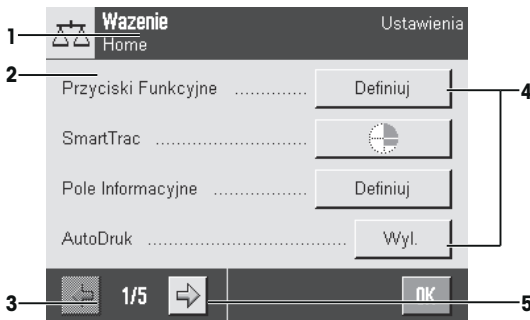 Wazenie
Home
Ustawienia
1
2
Przyciski Funkcyjne .............. Definiuj
4
SmartTrac ...............................
Pole Informacyjne ................. Definiuj
AutoDruk .................................... Wyl.
3
1/5
OK
5